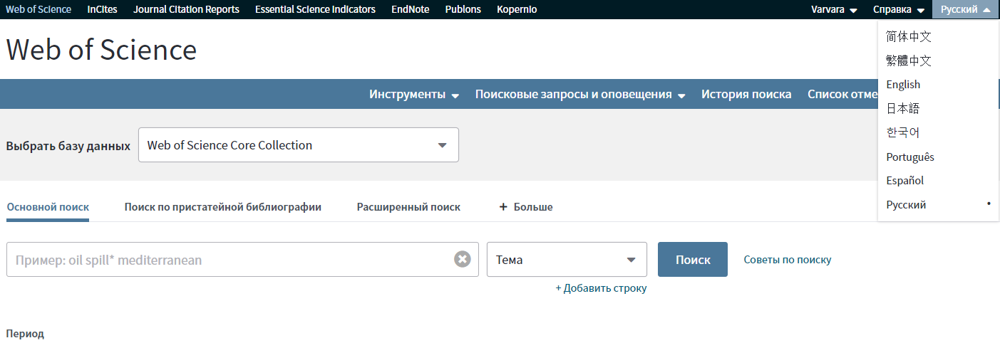 Web of Science InCites Journal Citation Reports Essential Science Indicators EndNote Publons Kopernio Varvara Справка Русский
Web of Science
简体中文
繁體中文
English
日本語
한국어
Português
Español
Русский
Инструменты Поисковые запросы и оповещения История поиска Список отме
Выбрать базу данных Web of Science Core Collection
Основной поиск Поиск по пристатейной библиографии Расширенный поиск + Больше
Пример: oil spill* mediterranean Тема Поиск Советы по поиску
+ Добавить строку
Период